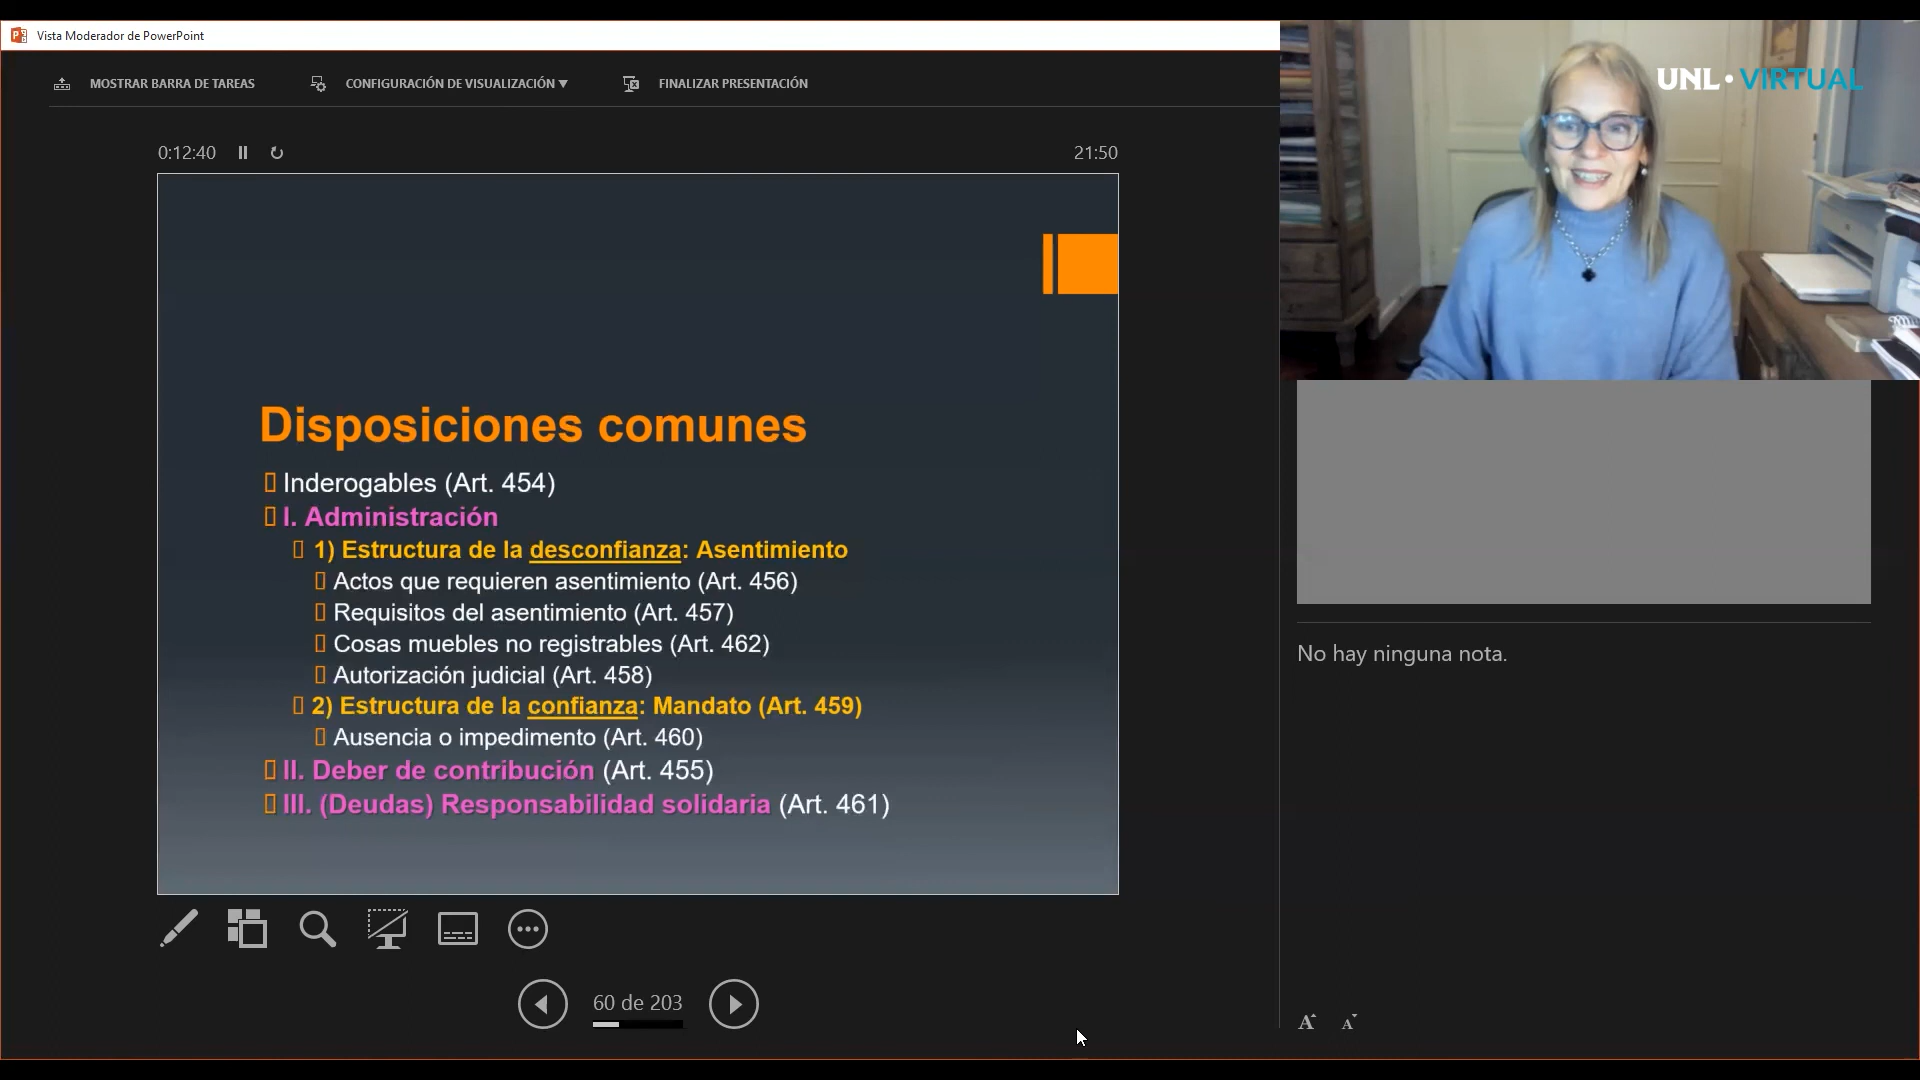 Vista Moderador de PowerPoint
MOSTRAR BARRA DE TAREAS
CONFIGURACIÓN DE VISUALIZACIÓN
FINALIZAR PRESENTACIÓN
UNL • VIRTUAL
0:12:40
21:50
Disposiciones comunes
Inderogables (Art. 454)
I. Administración
1) Estructura de la desconfianza: Asentimiento
Actos que requieren asentimiento (Art. 456)
Requisitos del asentimiento (Art. 457)
Cosas muebles no registrables (Art. 462)
Autorización judicial (Art. 458)
2) Estructura de la confianza: Mandato (Art. 459)
Ausencia o impedimento (Art. 460)
II. Deber de contribución (Art. 455)
III. (Deudas) Responsabilidad solidaria (Art. 461)
No hay ninguna nota.
60 de 203
A A